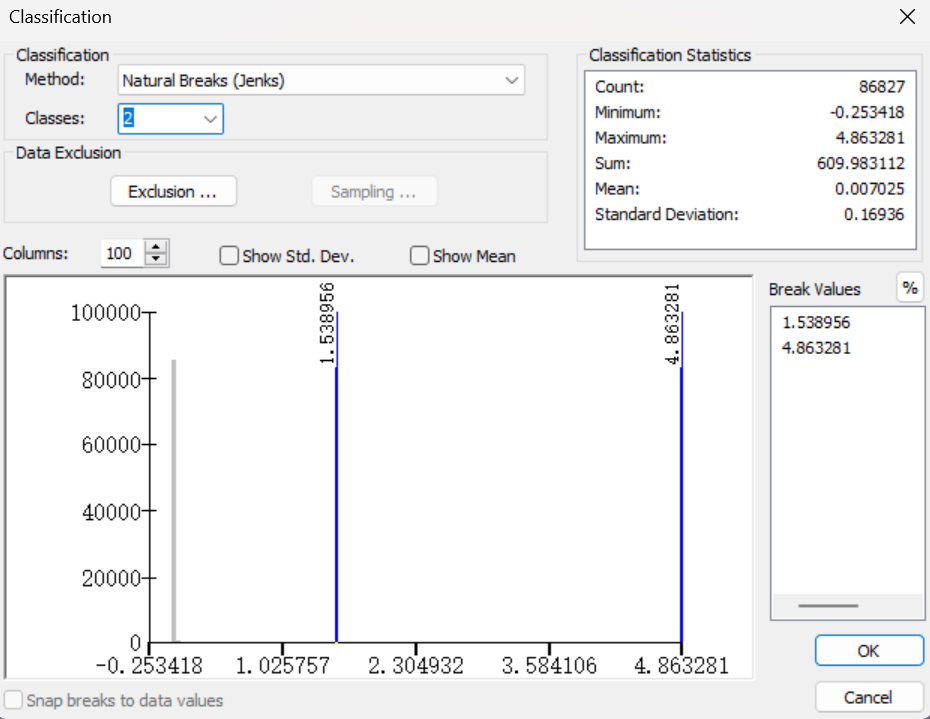 Classification
Classification
Method: Natural Breaks (Jenks)
Classes: 2
Data Exclusion
Exclusion ...
Sampling ...
Classification Statistics
Count: 86827
Minimum: -0.253418
Maximum: 4.863281
Sum: 609.983112
Mean: 0.007025
Standard Deviation: 0.16936
Columns: 100
Show Std. Dev.
Show Mean
Break Values
%
1.538956
4.863281
100000
80000
60000
40000
20000
0
1.538956
4.863281
-0.253418 1.025757 2.304932 3.584106 4.863281
Snap breaks to data values
OK
Cancel